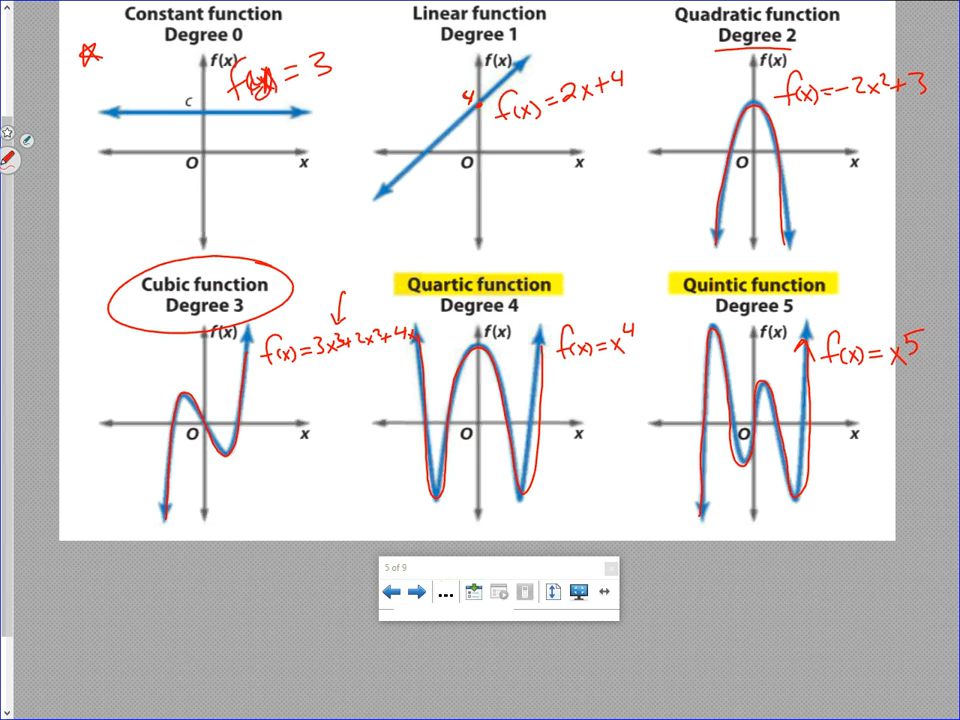 Constant function
Degree 0
f(x)
c
O
x
= 3
Linear function
Degree 1
f(x)
4
f(x) = 2x + 4
O
x
Quadratic function
Degree 2
f(x)
f(x) = -2x² + 3
O
x
Cubic function
Degree 3
f(x)
f(x) = 3x³ + 2x² + 4x
O
x
Quartic function
Degree 4
f(x)
f(x) = x⁴
O
x
Quintic function
Degree 5
f(x)
f(x) = x⁵
O
x
5 of 9